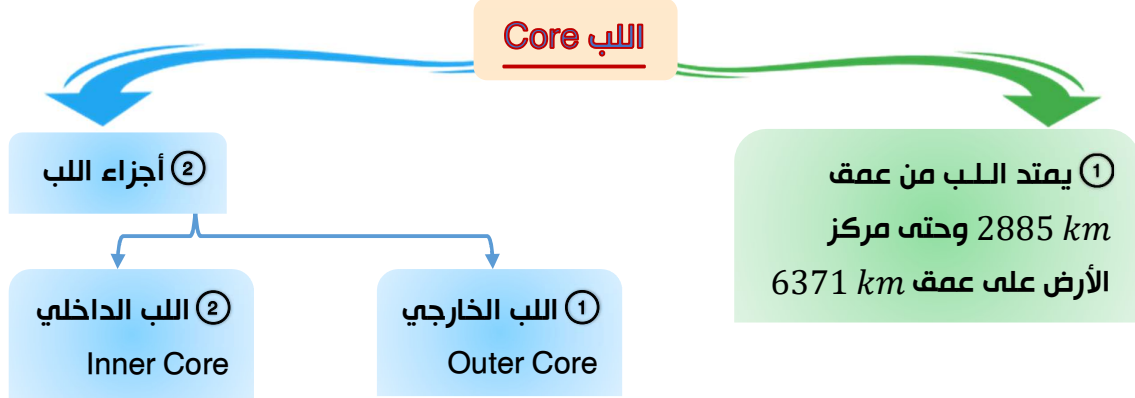 اللب Core
① يمتد اللب من عمق
2885 km وحتى مركز
الأرض على عمق 6371 km
② أجزاء اللب
① اللب الخارجي
Outer Core
② اللب الداخلي
Inner Core